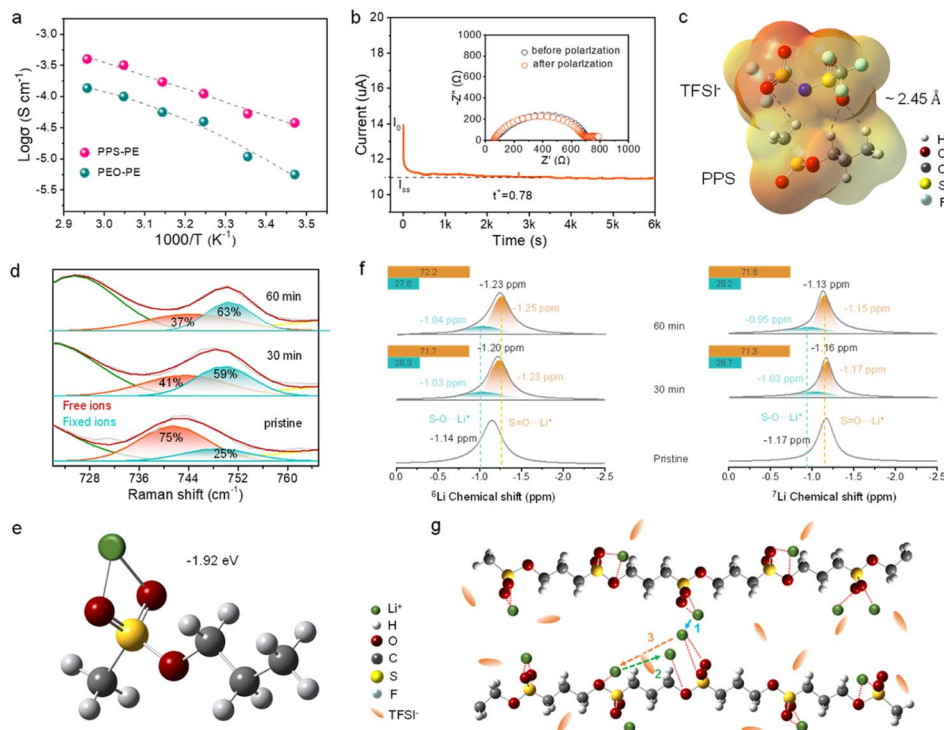 a
-3.0
-3.5
-4.0
-4.5
-5.0
-5.5
Logσ (S cm⁻¹)
PPS-PE
PEO-PE
2.9 3.0 3.1 3.2 3.3 3.4 3.5
1000/T (K⁻¹)
b
24
22
20
18
16
14
12
10
Current (uA)
I₀
Iss
t⁺=0.78
0 1k 2k 3k 4k 5k 6k
Time (s)
-1000
-800
-600
-400
-200
0
-Z'' (Ω)
before polarIzation
after polarIzation
0 200 400 600 800 1000
Z' (Ω)
c
TFSI⁻
~ 2.45 Å
PPS
H
O
C
S
F
d
60 min
37%
63%
30 min
41%
59%
Free ions
Fixed ions
pristine
75%
25%
728 736 744 752 760
Raman shift (cm⁻¹)
f
72.2
27.8
-1.23 ppm
-1.04 ppm
-1.25 ppm
71.7
28.3
-1.20 ppm
-1.03 ppm
-1.23 ppm
S-O···Li⁺
S=O···Li⁺
-1.14 ppm
0.0 -0.5 -1.0 -1.5 -2.0 -2.5
⁶Li Chemical shift (ppm)
71.8
28.2
-1.13 ppm
-0.95 ppm
-1.15 ppm
60 min
71.3
28.7
-1.16 ppm
-1.03 ppm
-1.17 ppm
30 min
S-O···Li⁺
S=O···Li⁺
-1.17 ppm
Pristine
0.0 -0.5 -1.0 -1.5 -2.0 -2.5
⁷Li Chemical shift (ppm)
e
-1.92 eV
Li⁺
H
O
C
S
F
TFSI⁻
g
1
3
2